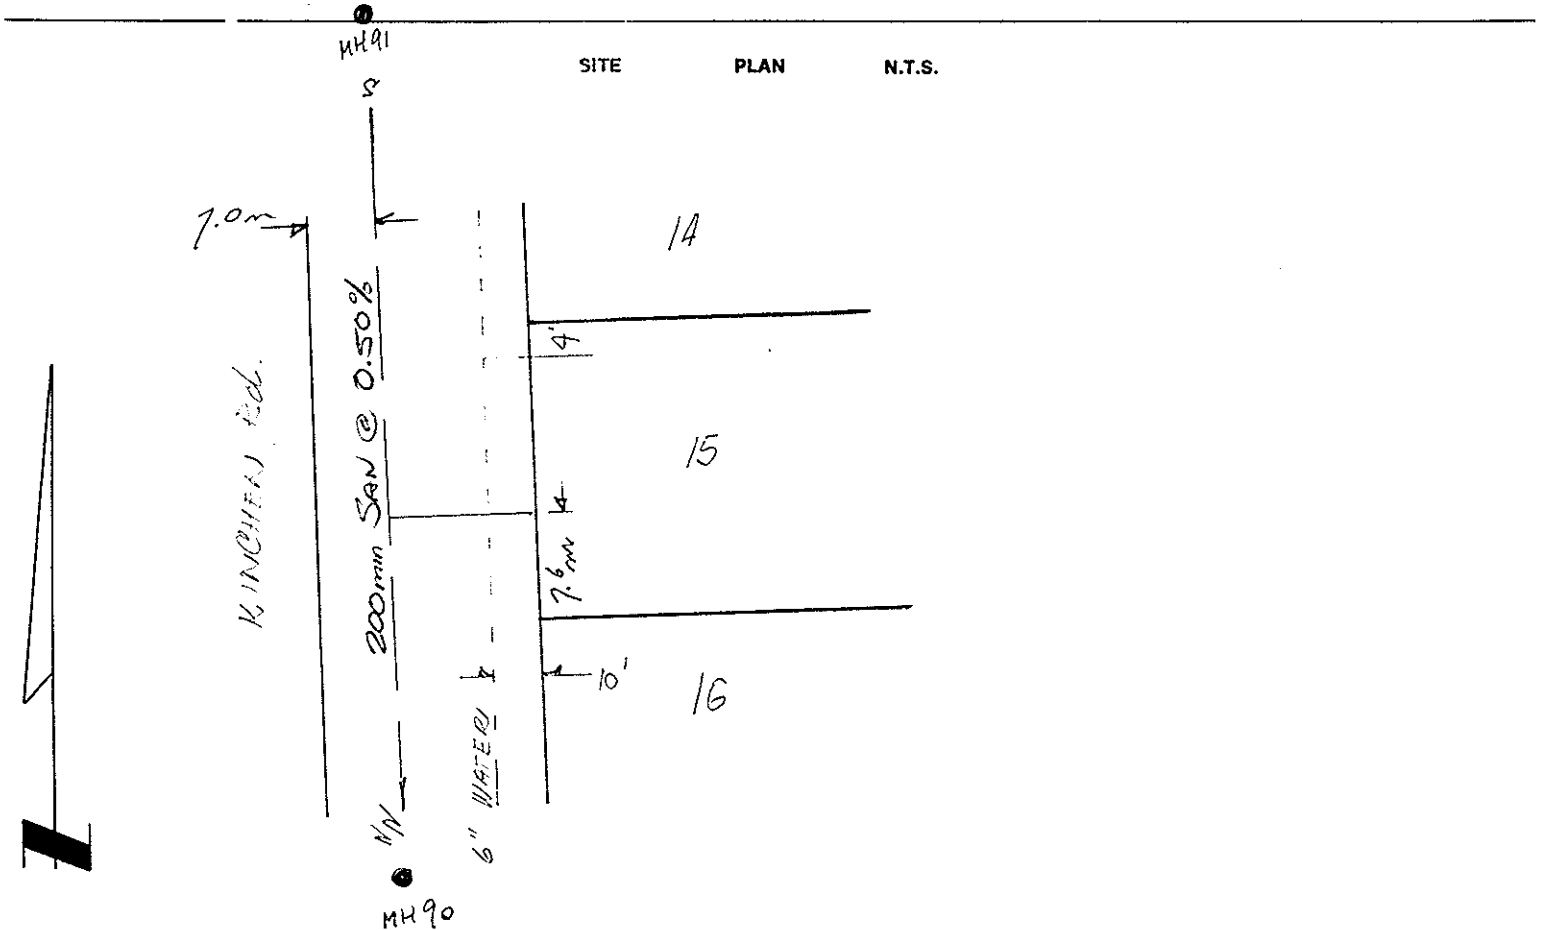 MH91
SITE PLAN N.T.S.
S
7.0m
14
4'
200mm SAN @ 0.50%
KINCHEN Rd.
15
7.6m
10'
16
6" WATER
MH90